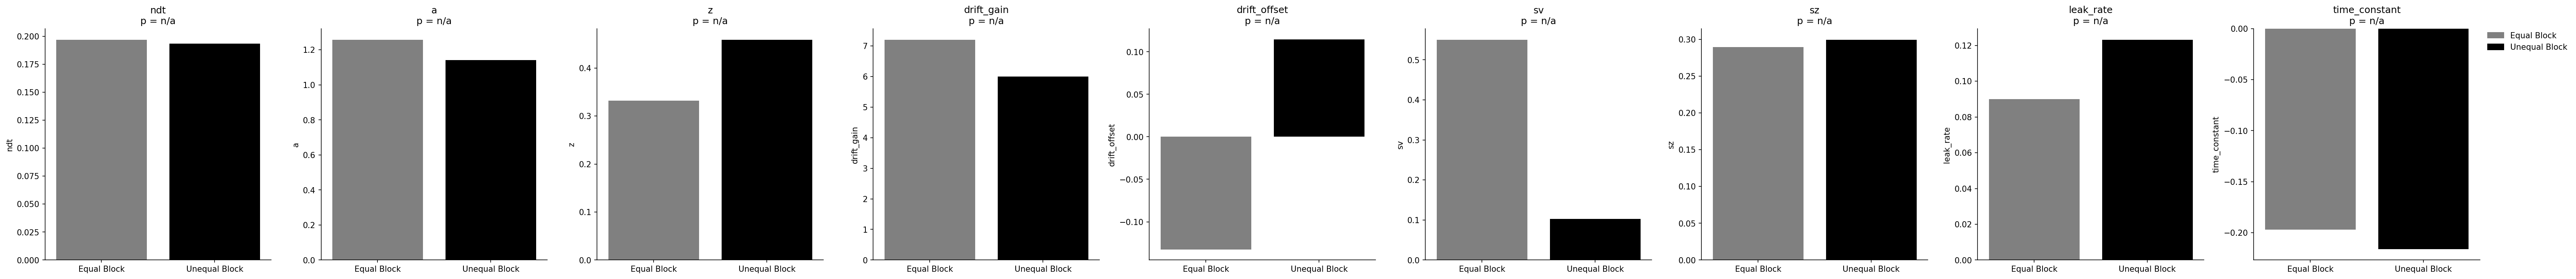 ndt
p = n/a
0.200
0.175
0.150
0.125
0.100
0.075
0.050
0.025
0.000
ndt
Equal Block
Unequal Block
a
p = n/a
1.2
1.0
0.8
0.6
0.4
0.2
0.0
a
Equal Block
Unequal Block
z
p = n/a
0.4
0.3
0.2
0.1
0.0
z
Equal Block
Unequal Block
drift_gain
p = n/a
7
6
5
4
3
2
1
0
drift_gain
Equal Block
Unequal Block
drift_offset
p = n/a
0.10
0.05
0.00
−0.05
−0.10
drift_offset
Equal Block
Unequal Block
sv
p = n/a
0.5
0.4
0.3
0.2
0.1
0.0
sv
Equal Block
Unequal Block
sz
p = n/a
0.30
0.25
0.20
0.15
0.10
0.05
0.00
sz
Equal Block
Unequal Block
leak_rate
p = n/a
0.12
0.10
0.08
0.06
0.04
0.02
0.00
leak_rate
Equal Block
Unequal Block
time_constant
p = n/a
0.00
−0.05
−0.10
−0.15
−0.20
time_constant
Equal Block
Unequal Block
Equal Block
Unequal Block